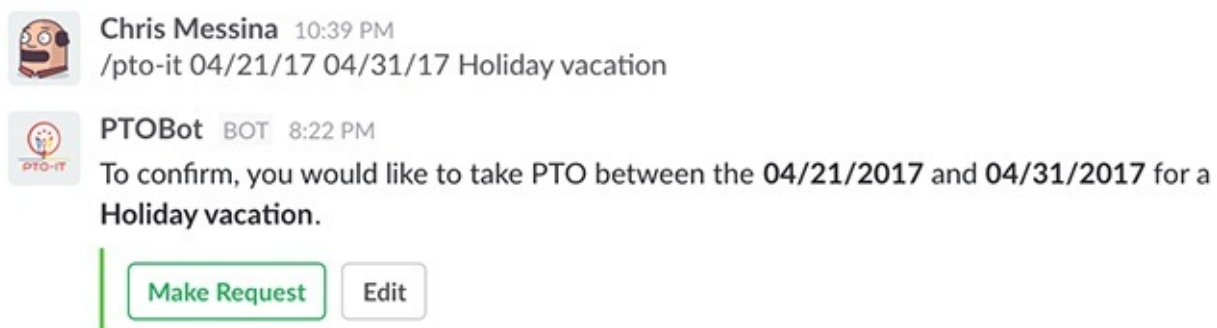 Chris Messina 10:39 PM
/pto-it 04/21/17 04/31/17 Holiday vacation
PTOBot BOT 8:22 PM
PTO-IT
To confirm, you would like to take PTO between the 04/21/2017 and 04/31/2017 for a
Holiday vacation.
Make Request Edit